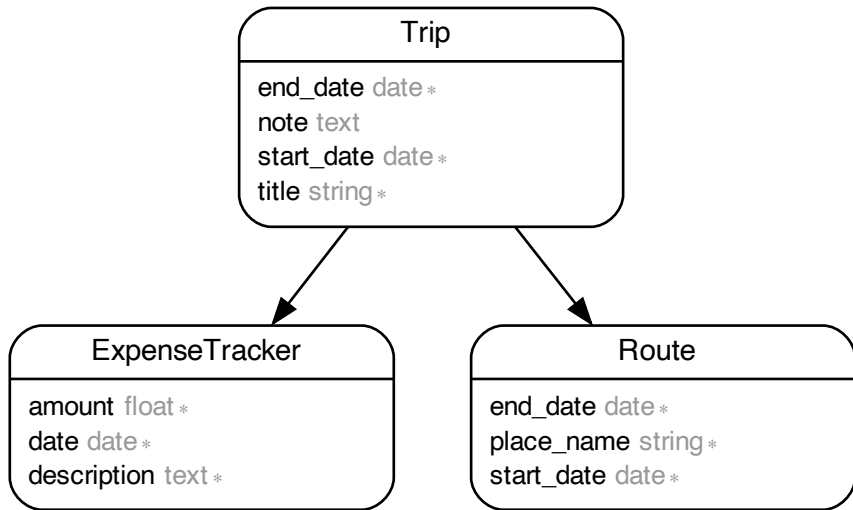 Trip
end_date date *
note text
start_date date *
title string *
ExpenseTracker
amount float *
date date *
description text *
Route
end_date date *
place_name string *
start_date date *